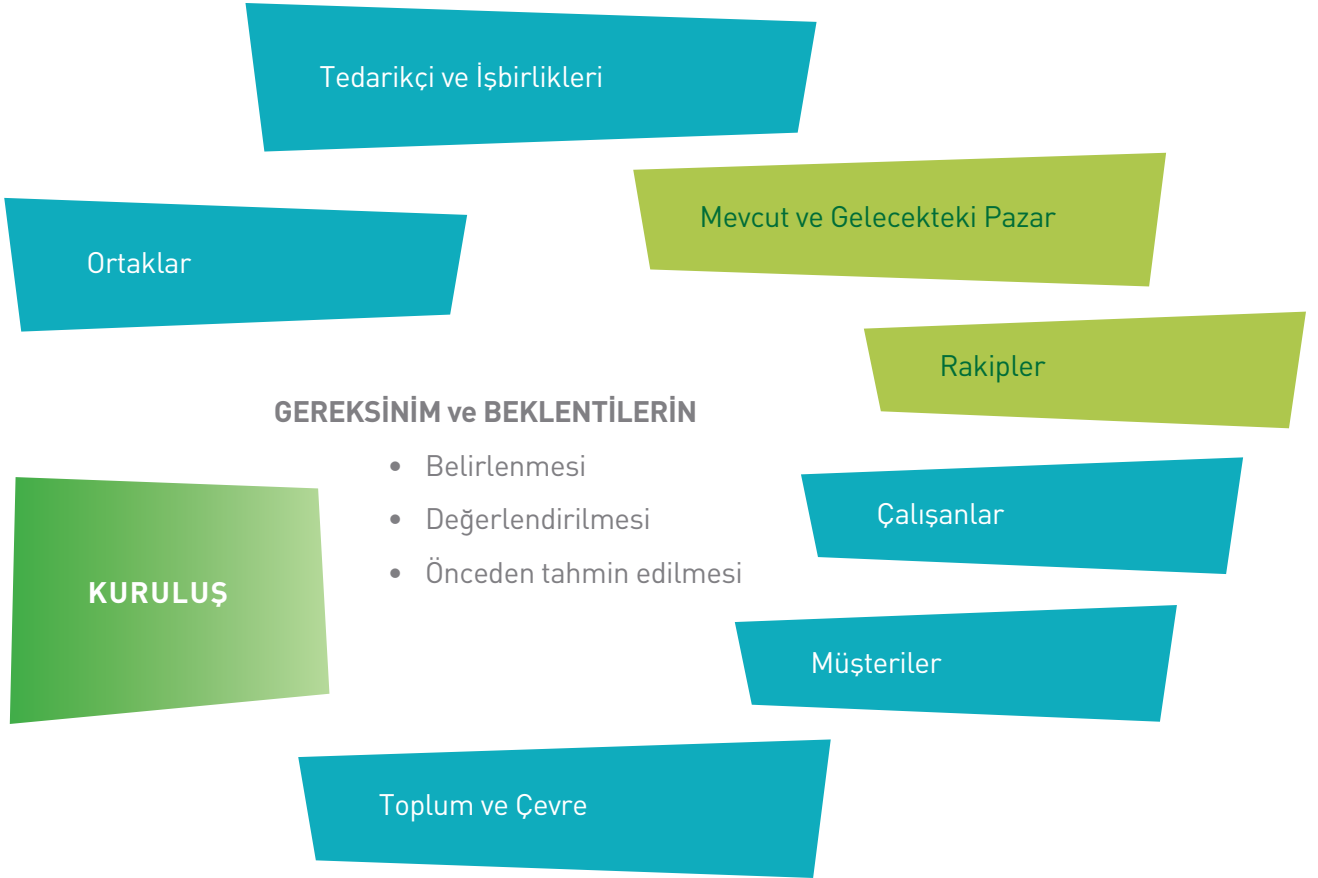 Tedarikçi ve İşbirlikleri
Mevcut ve Gelecekteki Pazar
Ortaklar
Rakipler
GEREKSİNİM ve BEKLENTİLERİN
• Belirlenmesi
• Değerlendirilmesi
• Önceden tahmin edilmesi
Çalışanlar
KURULUŞ
Müşteriler
Toplum ve Çevre